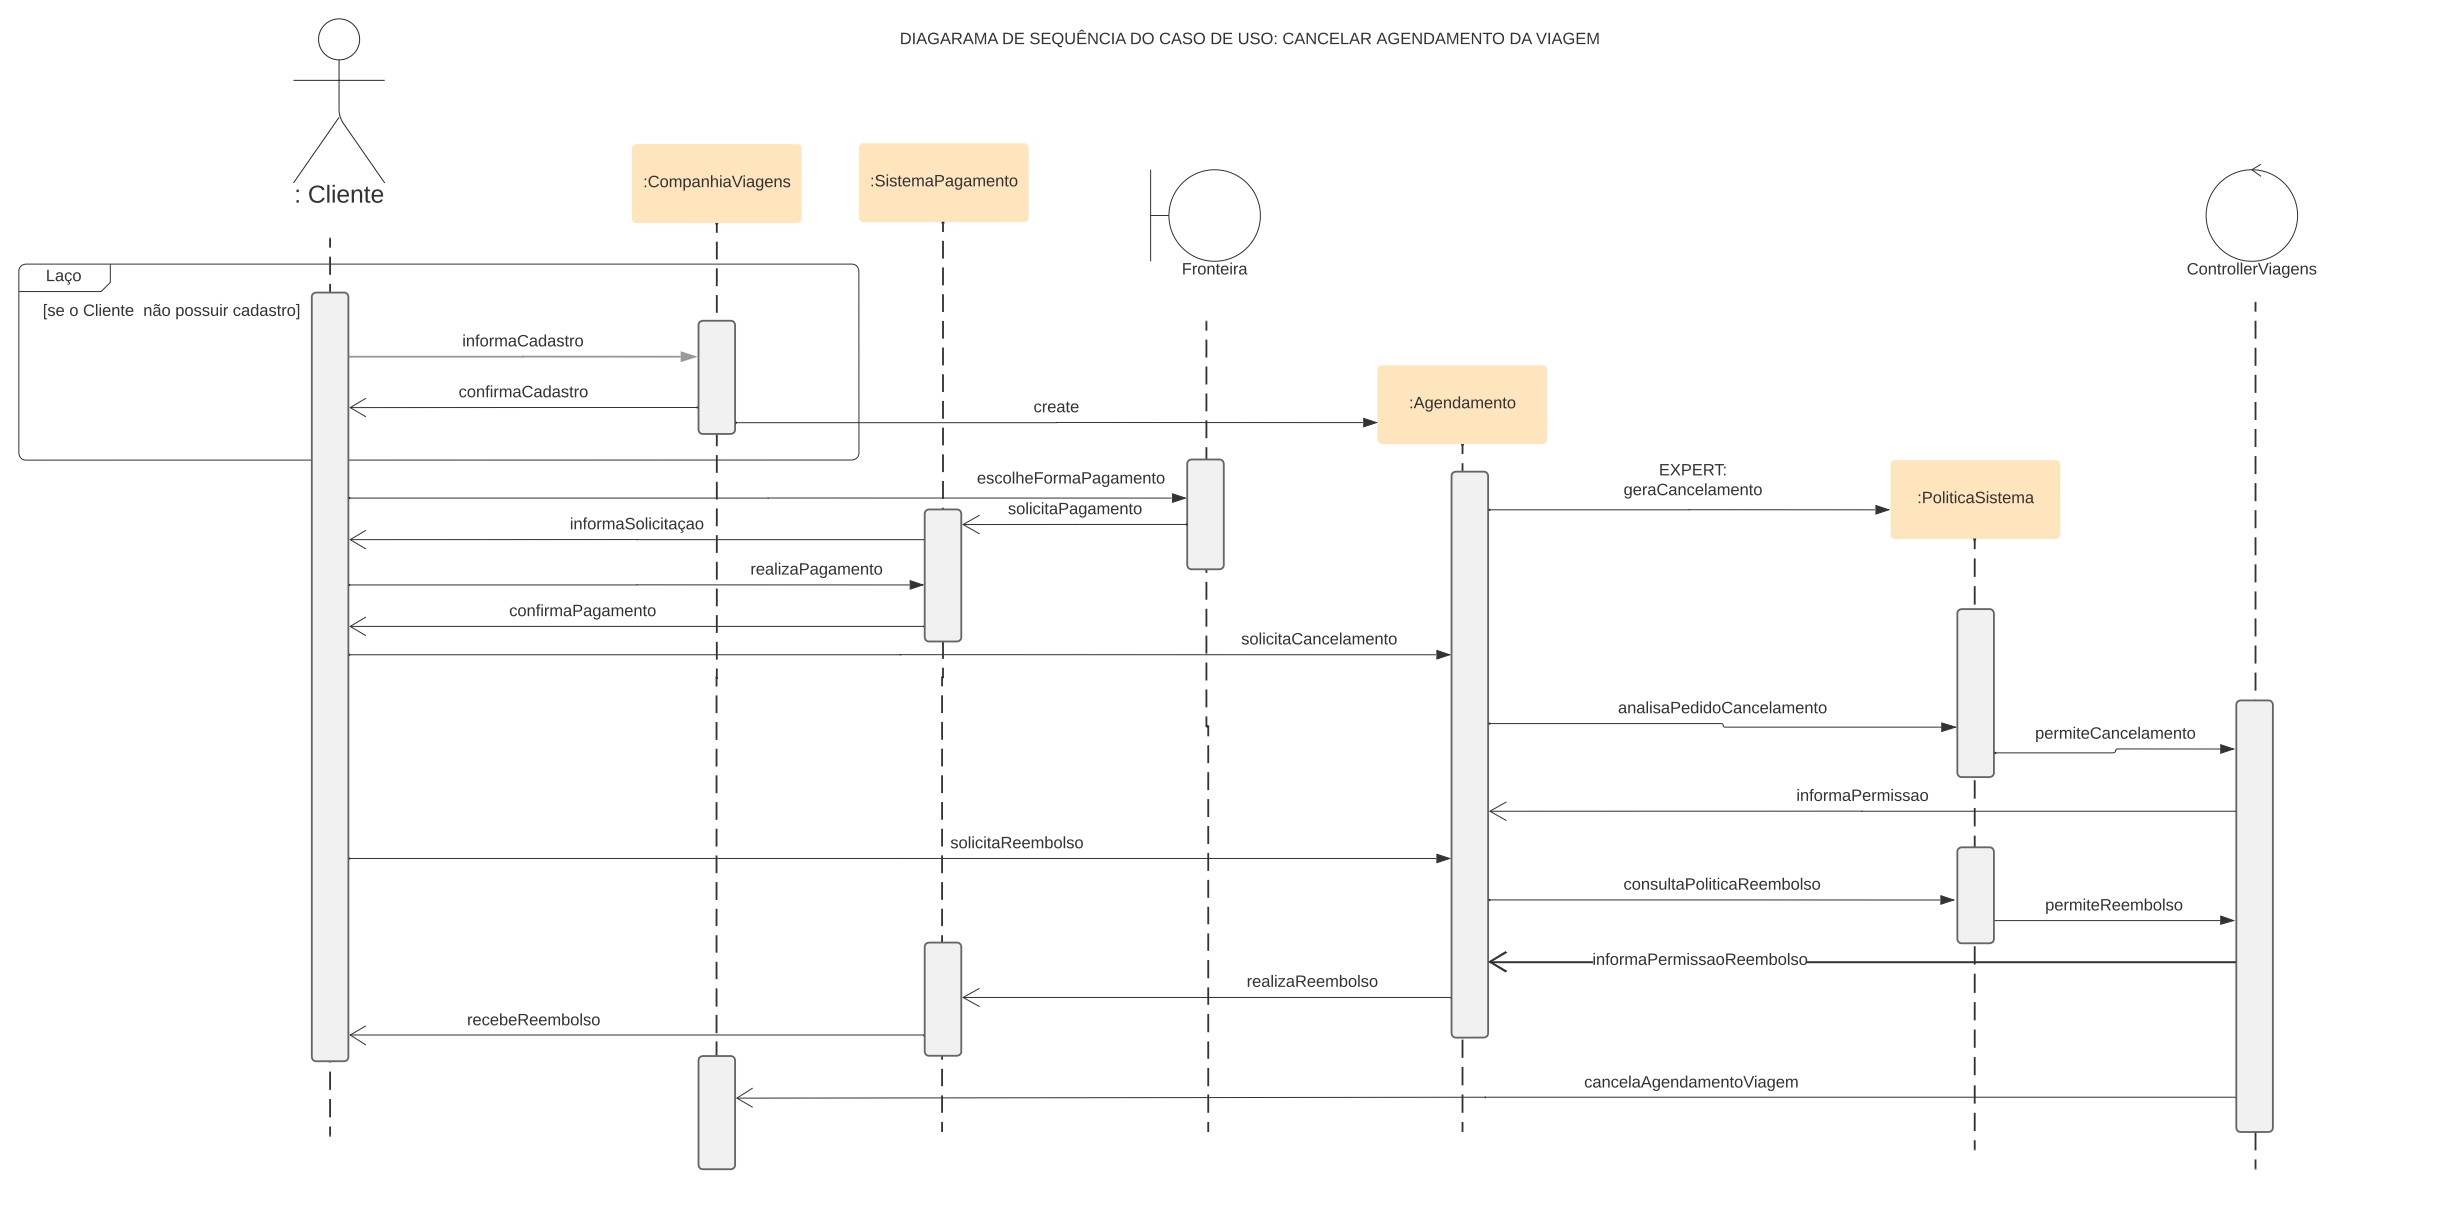 DIAGARAMA DE SEQUÊNCIA DO CASO DE USO: CANCELAR AGENDAMENTO DA VIAGEM
: Cliente
:CompanhiaViagens
:SistemaPagamento
Fronteira
ControllerViagens
Laço
[se o Cliente  não possuir cadastro]
informaCadastro
confirmaCadastro
create
:Agendamento
escolheFormaPagamento
EXPERT:
geraCancelamento
:PoliticaSistema
solicitaPagamento
informaSolicitaçao
realizaPagamento
confirmaPagamento
solicitaCancelamento
analisaPedidoCancelamento
permiteCancelamento
informaPermissao
solicitaReembolso
consultaPoliticaReembolso
permiteReembolso
informaPermissaoReembolso
realizaReembolso
recebeReembolso
cancelaAgendamentoViagem